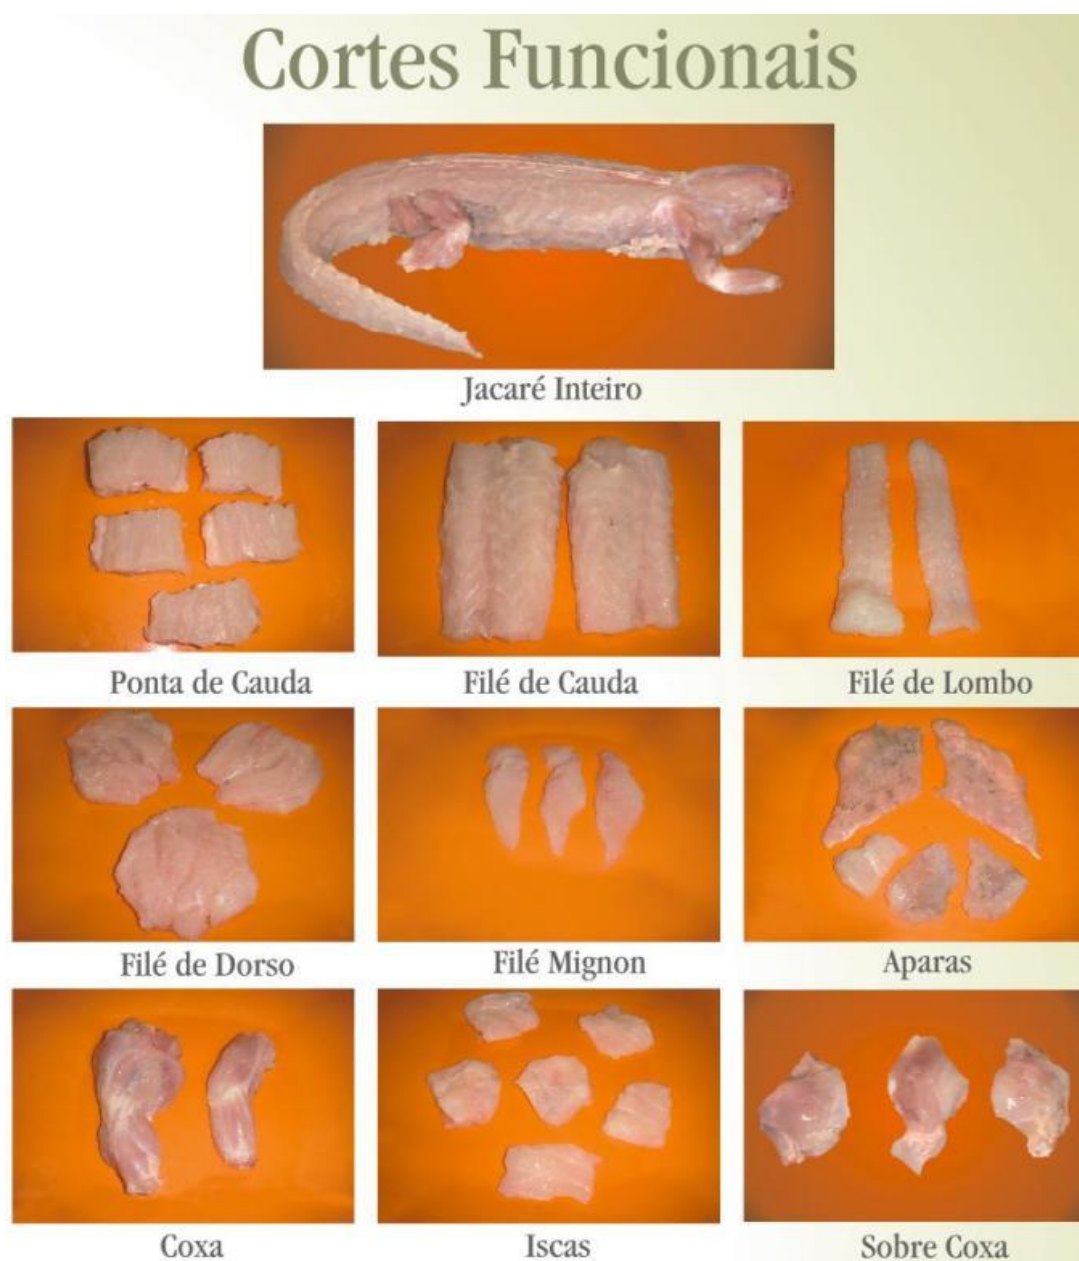 Cortes Funcionais
Jacaré Inteiro
Ponta de Cauda
Filé de Cauda
Filé de Lombo
Filé de Dorso
Filé Mignon
Aparas
Coxa
Iscas
Sobre Coxa